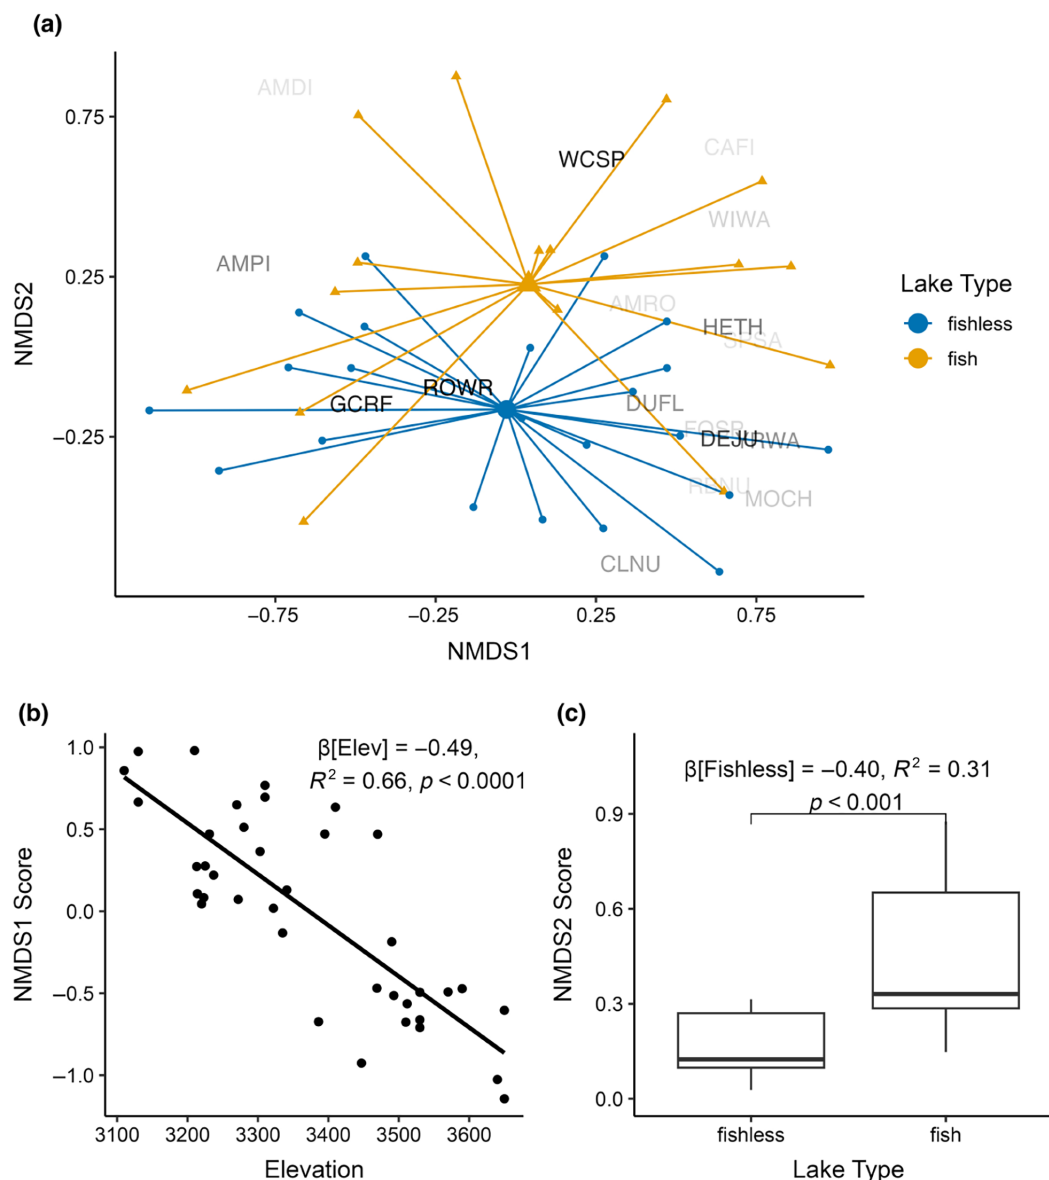 (a)
AMDI
0.75
WCSP
CAFI
WIWA
AMPI
0.25
NMDS2
Lake Type
AMRO
HETH
SPSA
fishless
fish
ROWR
GCRF
DUFL
−0.25
FOSP
DEJU
RBNU
MOCH
CLNU
−0.75
−0.25
0.25
0.75
NMDS1
(b)
β[Elev] = −0.49,
R² = 0.66, p < 0.0001
1.0
0.5
0.0
−0.5
−1.0
NMDS1 Score
3100 3200 3300 3400 3500 3600
Elevation
(c)
β[Fishless] = −0.40, R² = 0.31
p < 0.001
0.9
0.6
0.3
0.0
NMDS2 Score
fishless fish
Lake Type